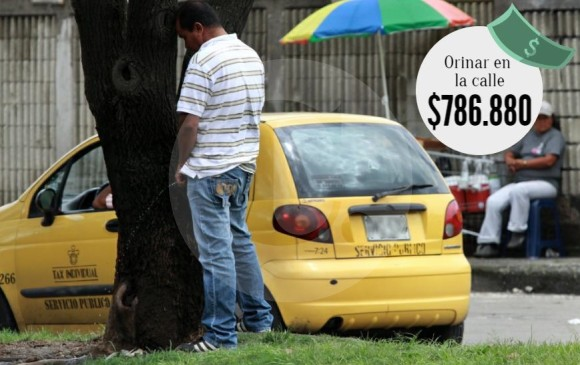 Orinar en
la calle
$786.880
$
TAX INDIVIDUAL
SERVICIO PUBLICO
266
SERVICIO PUBLICO